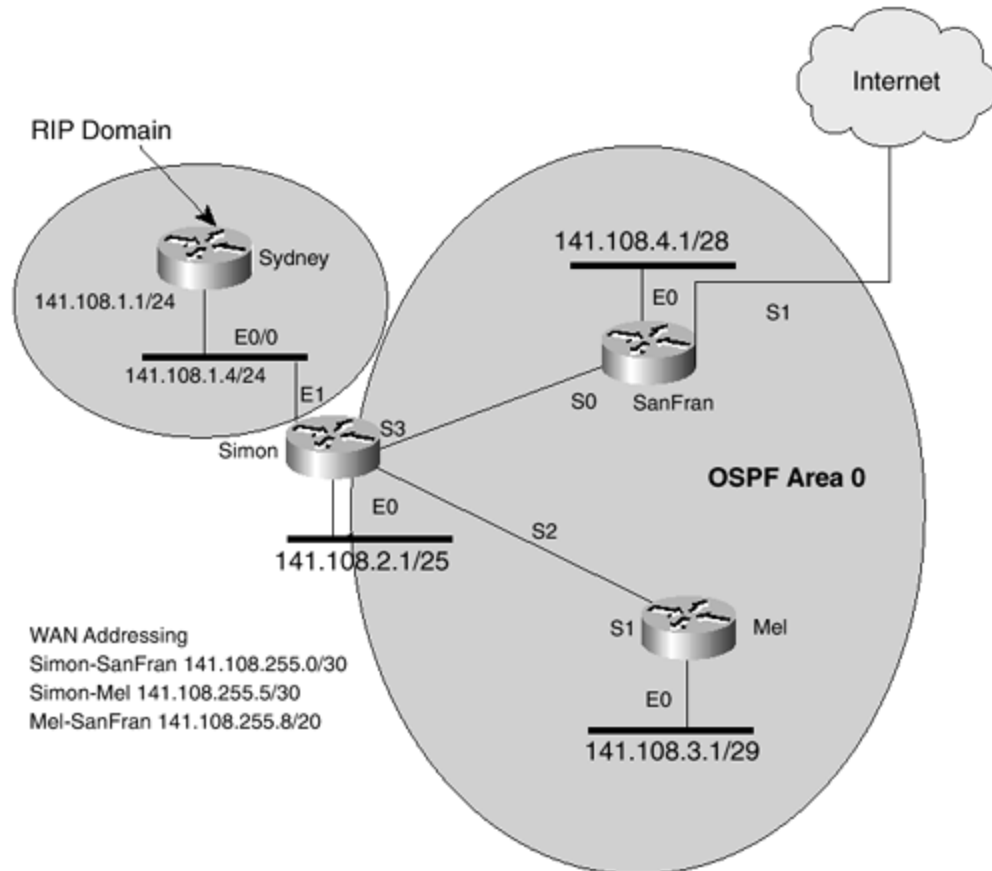 Internet
RIP Domain
141.108.4.1/28
Sydney
E0
S1
141.108.1.1/24
E0/0
141.108.1.4/24
E1
S0
SanFran
S3
Simon
OSPF Area 0
E0
S2
141.108.2.1/25
S1
Mel
WAN Addressing
Simon-SanFran 141.108.255.0/30
Simon-Mel 141.108.255.5/30
Mel-SanFran 141.108.255.8/20
E0
141.108.3.1/29